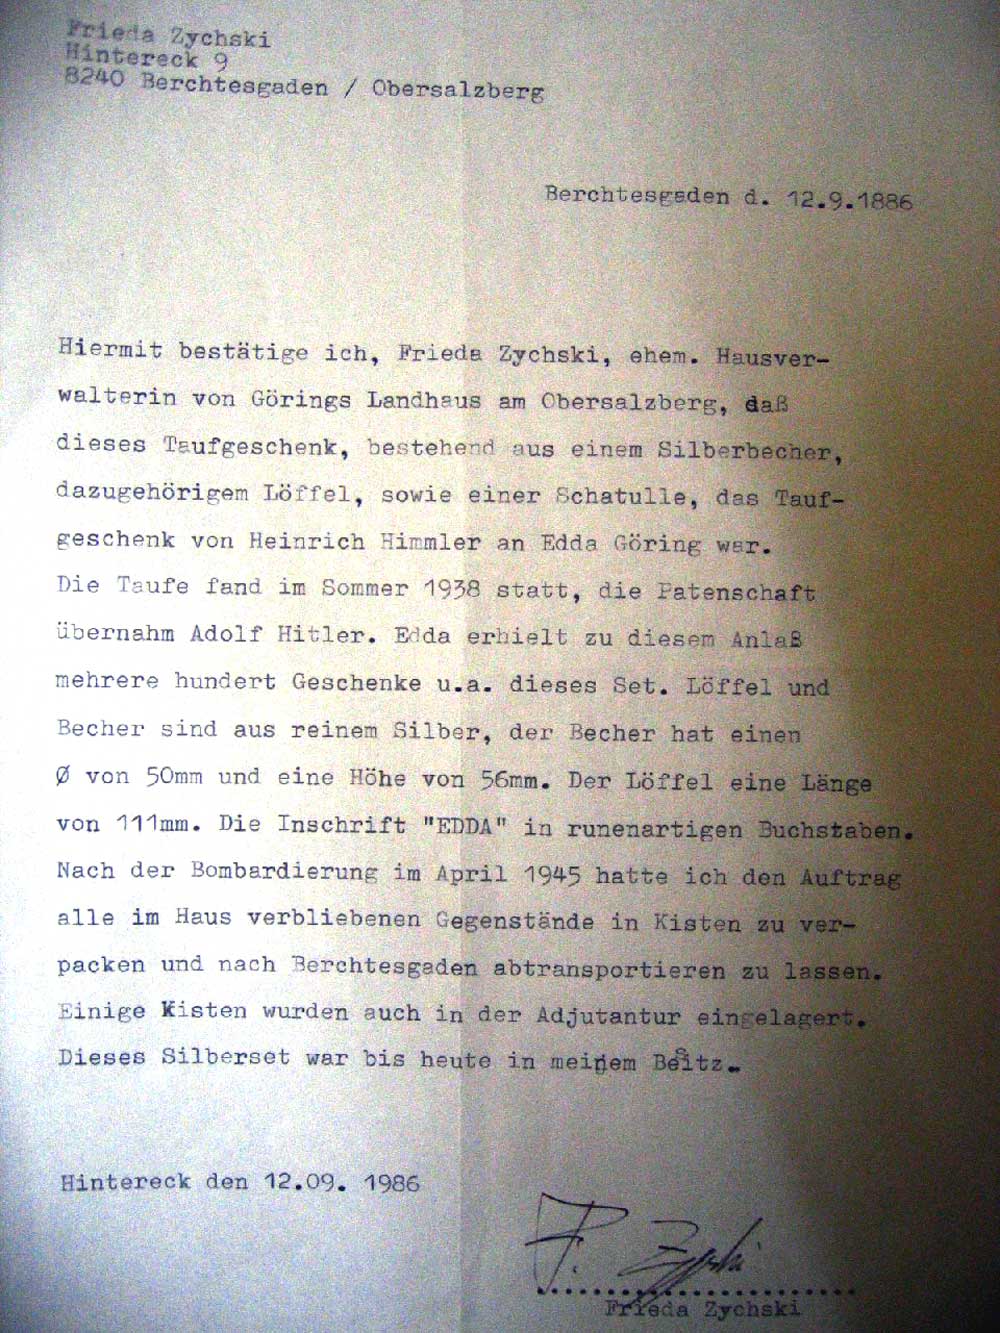 Frieda Zychski
Hintereck 9
8240 Berchtesgaden / Obersalzberg
Berchtesgaden d. 12.9.1886
Hiermit bestätige ich, Frieda Zychski, ehem. Hausver-
walterin von Görings Landhaus am Obersalzberg, daß
dieses Taufgeschenk, bestehend aus einem Silberbecher,
dazugehörigem Löffel, sowie einer Schatulle, das Tauf-
geschenk von Heinrich Himmler an Edda Göring war.
Die Taufe fand im Sommer 1938 statt, die Patenschaft
übernahm Adolf Hitler. Edda erhielt zu diesem Anlaß
mehrere hundert Geschenke u.a. dieses Set. Löffel und
Becher sind aus reinem Silber, der Becher hat einen
Ø von 50mm und eine Höhe von 56mm. Der Löffel eine Länge
von 111mm. Die Inschrift "EDDA" in runenartigen Buchstaben.
Nach der Bombardierung im April 1945 hatte ich den Auftrag
alle im Haus verbliebenen Gegenstände in Kisten zu ver-
packen und nach Berchtesgaden abtransportieren zu lassen.
Einige Kisten wurden auch in der Adjutantur eingelagert.
Dieses Silberset war bis heute in meinem Besitz.
Hintereck den 12.09. 1986
F. Zychski
Frieda Zychski